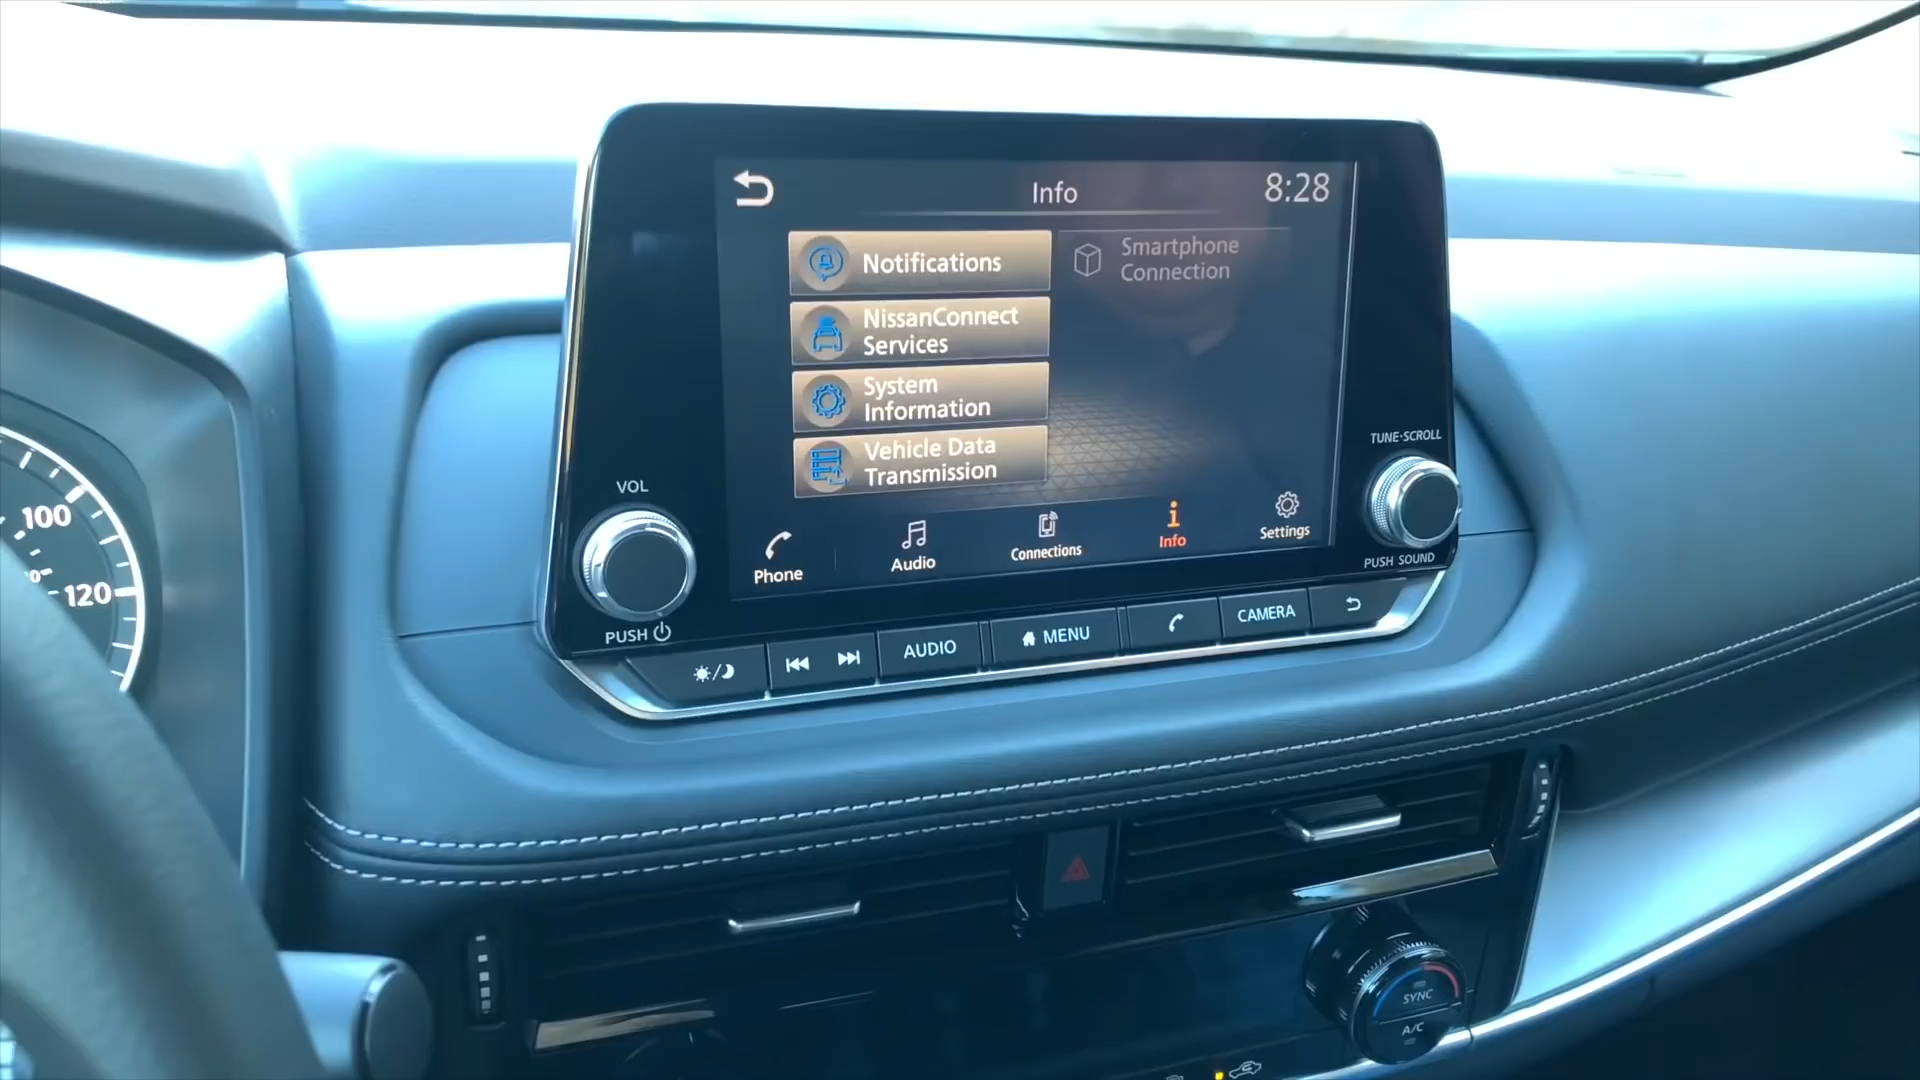 Info
8:28
Notifications
Smartphone
Connection
NissanConnect
Services
System
Information
Vehicle Data
Transmission
Phone
Audio
Connections
Info
Settings
VOL
PUSH
TUNE·SCROLL
PUSH SOUND
AUDIO
MENU
CAMERA
100
120
SYNC
A/C